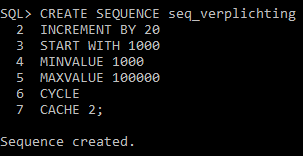 SQL> CREATE SEQUENCE seq_verplichting
2 INCREMENT BY 20
3 START WITH 1000
4 MINVALUE 1000
5 MAXVALUE 100000
6 CYCLE
7 CACHE 2;
Sequence created.